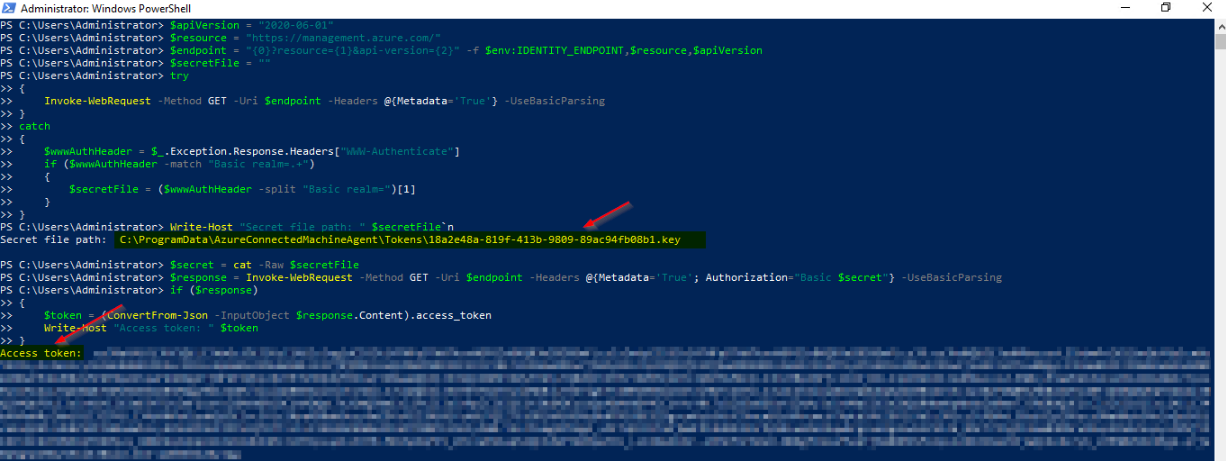 Administrator: Windows PowerShell
PS C:\Users\Administrator> $apiVersion = "2020-06-01"
PS C:\Users\Administrator> $resource = "https://management.azure.com/"
PS C:\Users\Administrator> $endpoint = "{0}?resource={1}&api-version={2}" -f $env:IDENTITY_ENDPOINT,$resource,$apiVersion
PS C:\Users\Administrator> $secretFile = ""
PS C:\Users\Administrator> try
>> {
>>     Invoke-WebRequest -Method GET -Uri $endpoint -Headers @{Metadata='True'} -UseBasicParsing
>> }
>> catch
>> {
>>     $wwwAuthHeader = $_.Exception.Response.Headers["WWW-Authenticate"]
>>     if ($wwwAuthHeader -match "Basic realm=.+")
>>     {
>>         $secretFile = ($wwwAuthHeader -split "Basic realm=")[1]
>>     }
>> }
PS C:\Users\Administrator> Write-Host "Secret file path: " $secretFile`n
Secret file path:  C:\ProgramData\AzureConnectedMachineAgent\Tokens\18a2e48a-819f-413b-9809-89ac94fb08b1.key
PS C:\Users\Administrator> $secret = cat -Raw $secretFile
PS C:\Users\Administrator> $response = Invoke-WebRequest -Method GET -Uri $endpoint -Headers @{Metadata='True'; Authorization="Basic $secret"} -UseBasicParsing
PS C:\Users\Administrator> if ($response)
>> {
>>     $token = (ConvertFrom-Json -InputObject $response.Content).access_token
>>     Write-Host "Access token: " $token
>> }
Access token: